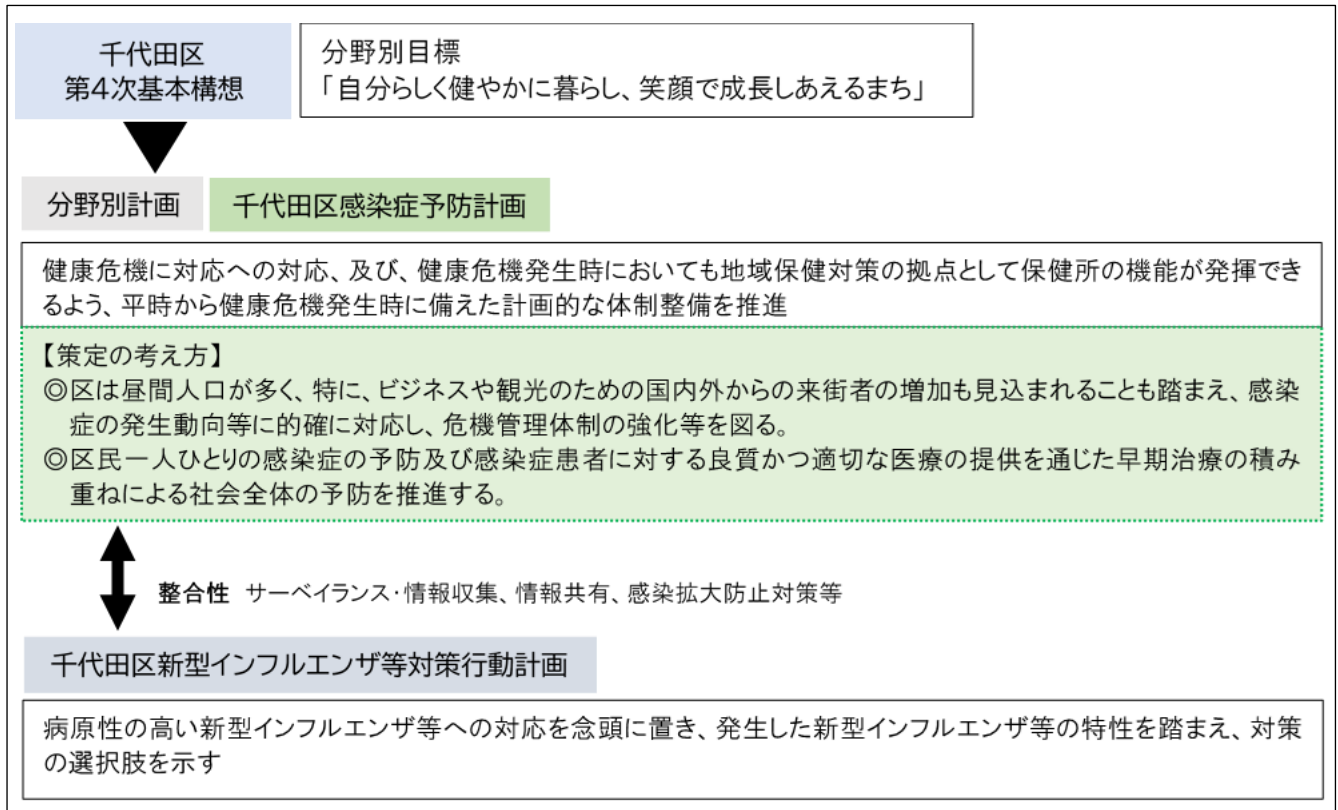 千代田区
第4次基本構想
分野別目標
「自分らしく健やかに暮らし、笑顔で成長しあえるまち」
分野別計画
千代田区感染症予防計画
健康危機に対応への対応、及び、健康危機発生時においても地域保健対策の拠点として保健所の機能が発揮でき
るよう、平時から健康危機発生時に備えた計画的な体制整備を推進
【策定の考え方】
◎区は昼間人口が多く、特に、ビジネスや観光のための国内外からの来街者の増加も見込まれることも踏まえ、感染
症の発生動向等に的確に対応し、危機管理体制の強化等を図る。
◎区民一人ひとりの感染症の予防及び感染症患者に対する良質かつ適切な医療の提供を通じた早期治療の積み
重ねによる社会全体の予防を推進する。
整合性 サーベイランス・情報収集、情報共有、感染拡大防止対策等
千代田区新型インフルエンザ等対策行動計画
病原性の高い新型インフルエンザ等への対応を念頭に置き、発生した新型インフルエンザ等の特性を踏まえ、対策
の選択肢を示す